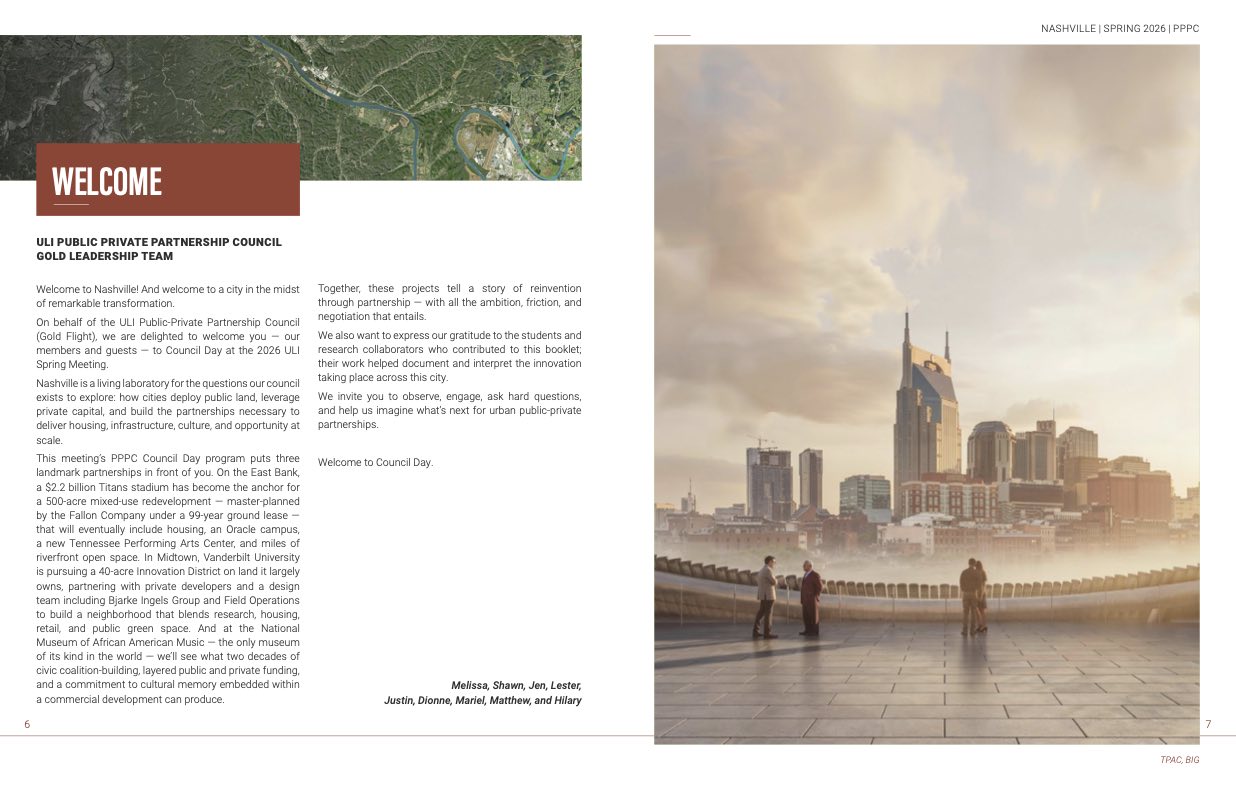 NASHVILLE | SPRING 2026 | PPPC
WELCOME
ULI PUBLIC PRIVATE PARTNERSHIP COUNCIL
GOLD LEADERSHIP TEAM
Welcome to Nashville! And welcome to a city in the midst
of remarkable transformation.
On behalf of the ULI Public-Private Partnership Council
(Gold Flight), we are delighted to welcome you — our
members and guests — to Council Day at the 2026 ULI
Spring Meeting.
Nashville is a living laboratory for the questions our council
exists to explore: how cities deploy public land, leverage
private capital, and build the partnerships necessary to
deliver housing, infrastructure, culture, and opportunity at
scale.
This meeting's PPPC Council Day program puts three
landmark partnerships in front of you. On the East Bank,
a $2.2 billion Titans stadium has become the anchor for
a 500-acre mixed-use redevelopment — master-planned
by the Fallon Company under a 99-year ground lease —
that will eventually include housing, an Oracle campus,
a new Tennessee Performing Arts Center, and miles of
riverfront open space. In Midtown, Vanderbilt University
is pursuing a 40-acre Innovation District on land it largely
owns, partnering with private developers and a design
team including Bjarke Ingels Group and Field Operations
to build a neighborhood that blends research, housing,
retail, and public green space. And at the National
Museum of African American Music — the only museum
of its kind in the world — we'll see what two decades of
civic coalition-building, layered public and private funding,
and a commitment to cultural memory embedded within
a commercial development can produce.
Together, these projects tell a story of reinvention
through partnership — with all the ambition, friction, and
negotiation that entails.
We also want to express our gratitude to the students and
research collaborators who contributed to this booklet;
their work helped document and interpret the innovation
taking place across this city.
We invite you to observe, engage, ask hard questions,
and help us imagine what's next for urban public-private
partnerships.
Welcome to Council Day.
Melissa, Shawn, Jen, Lester,
Justin, Dionne, Mariel, Matthew, and Hilary
6
7
TPAC, BIG